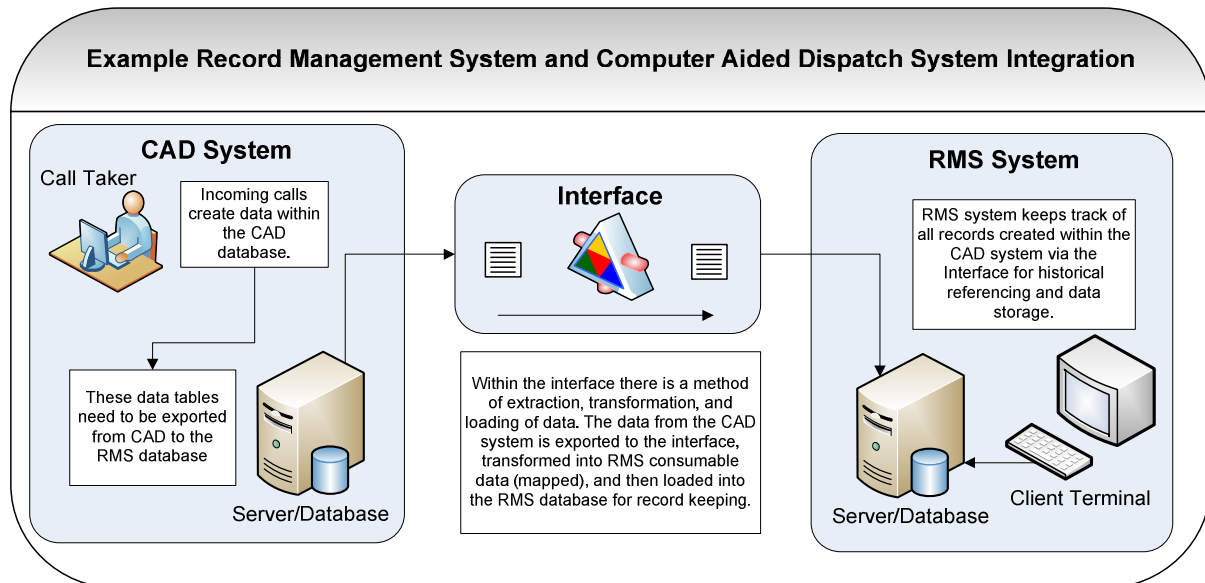 Example Record Management System and Computer Aided Dispatch System Integration
CAD System
Call Taker
Incoming calls
create data within
the CAD
database.
These data tables
need to be exported
from CAD to the
RMS database
Server/Database
Interface
Within the interface there is a method
of extraction, transformation, and
loading of data. The data from the CAD
system is exported to the interface,
transformed into RMS consumable
data (mapped), and then loaded into
the RMS database for record keeping.
RMS System
RMS system keeps track of
all records created within the
CAD system via the
Interface for historical
referencing and data
storage.
Server/Database
Client Terminal